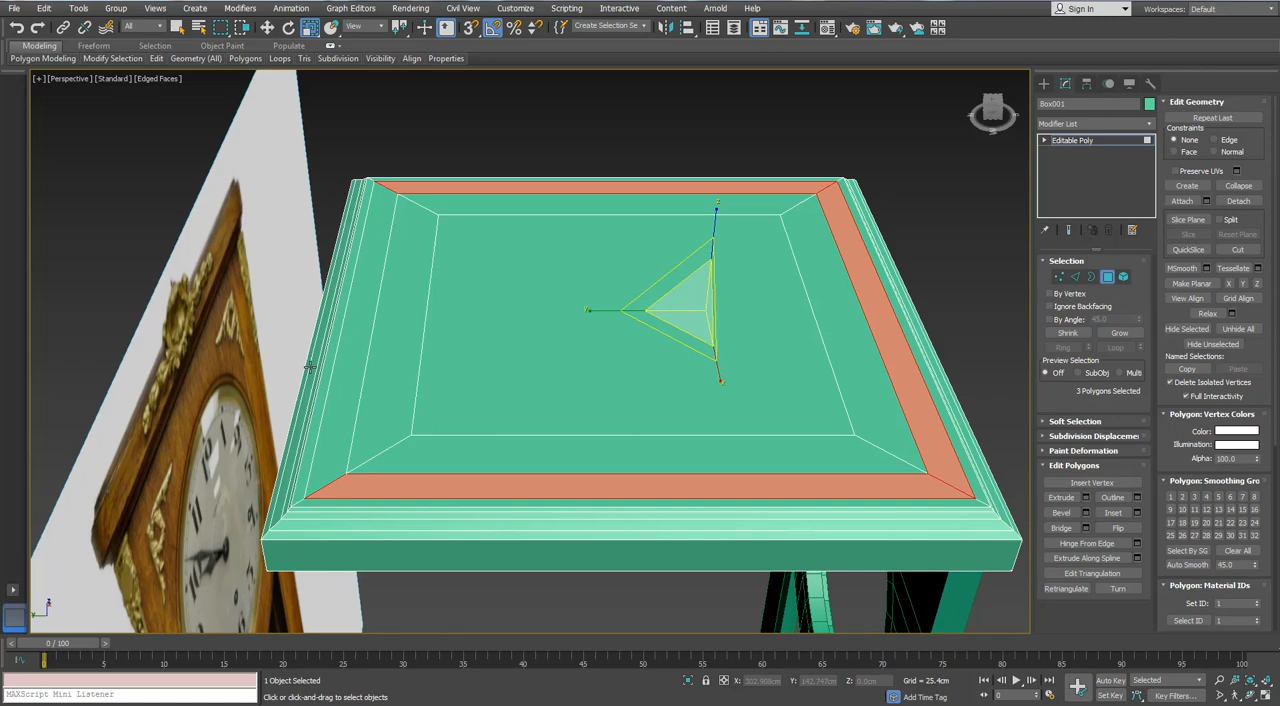 File Edit Tools Group Views Create Modifiers Animation Graph Editors Rendering Civil View Customize Scripting Interactive Content Arnold Help Sign In Workspaces: Default
All View Create Selection Se
Modeling Freeform Selection Object Paint Populate
Polygon Modeling Modify Selection Edit Geometry (All) Polygons Loops Tris Subdivision Visibility Align Properties
[+] [Perspective] [Standard] [Edged Faces]
Box001
Modifier List
Editable Poly
Selection
By Vertex
Ignore Backfacing
By Angle: 45.0
Shrink Grow
Ring Loop
Preview Selection
Off SubObj Multi
3 Polygons Selected
Soft Selection
Subdivision Displaceme
Paint Deformation
Edit Polygons
Insert Vertex
Extrude Outline
Bevel Inset
Bridge Flip
Hinge From Edge
Extrude Along Spline
Edit Triangulation
Retriangulate Turn
Edit Geometry
Repeat Last
Constraints
None Edge
Face Normal
Preserve UVs
Create Collapse
Attach Detach
Slice Plane Split
Slice Reset Plane
QuickSlice Cut
MSmooth Tessellate
Make Planar X Y Z
View Align Grid Align
Relax
Hide Selected Unhide All
Hide Unselected
Named Selections:
Copy Paste
Delete Isolated Vertices
Full Interactivity
Polygon: Vertex Colors
Color:
Illumination:
Alpha: 100.0
Polygon: Smoothing Gro
1 2 3 4 5 6 7 8
9 10 11 12 13 14 15 16
17 18 19 20 21 22 23 24
25 26 27 28 29 30 31 32
Select By SG Clear All
Auto Smooth 45.0
Polygon: Material IDs
Set ID: 1
Select ID 1
0 / 100
0 5 10 15 20 25 30 35 40 45 50 55 60 65 70 75 80 85 90 95 100
1 Object Selected X: 302.908cm Y: 142.747cm Z: 0.0cm Grid = 25.4cm Auto Key Selected
MAXScript Mini Listener Click or click-and-drag to select objects Add Time Tag 0 Set Key Key Filters...